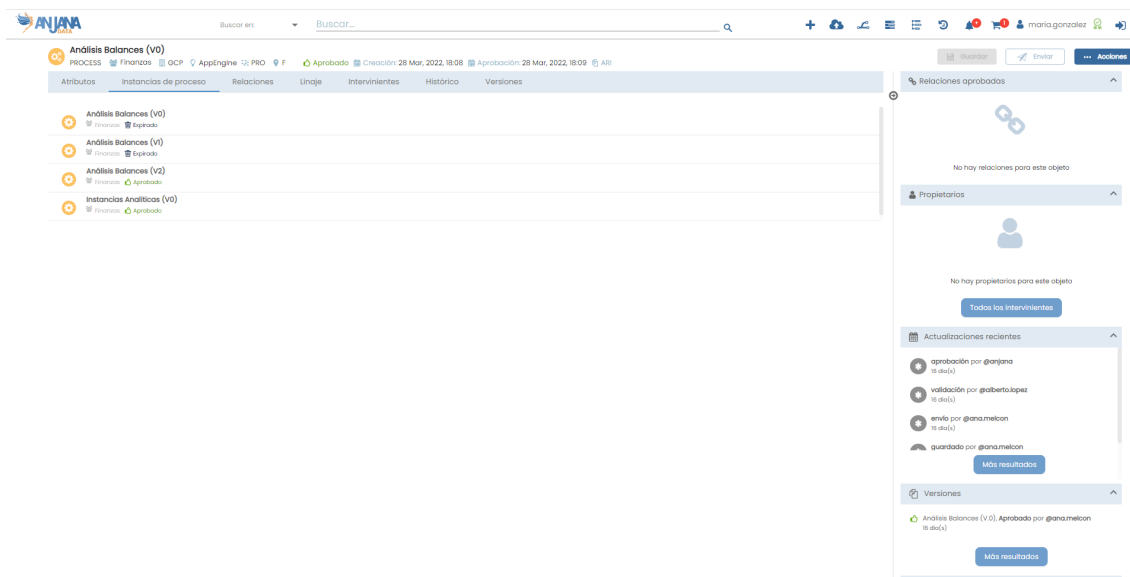 ANJANA
DATA
Buscar en:
Buscar...
1
maria.gonzalez
Análisis Balances (V0)
PROCESS Finanzas GCP AppEngine PRO F Aprobado Creación: 28 Mar, 2022, 18:08 Aprobación: 28 Mar, 2022, 18:09 ARI
Guardar
Enviar
Acciones
Atributos
Instancias de proceso
Relaciones
Linaje
Intervinientes
Histórico
Versiones
Análisis Balances (V0)
Finanzas Expirado
Análisis Balances (V1)
Finanzas Expirado
Análisis Balances (V2)
Finanzas Aprobado
Instancias Analíticas (V0)
Finanzas Aprobado
Relaciones aprobadas
No hay relaciones para este objeto
Propietarios
No hay propietarios para este objeto
Todos los intervinientes
Actualizaciones recientes
aprobación por @anjana
16 día(s)
validación por @alberto.lopez
16 día(s)
envío por @ana.melcon
16 día(s)
guardado por @ana.melcon
Más resultados
Versiones
Análisis Balances (V.0), Aprobado por @ana.melcon
16 día(s)
Más resultados